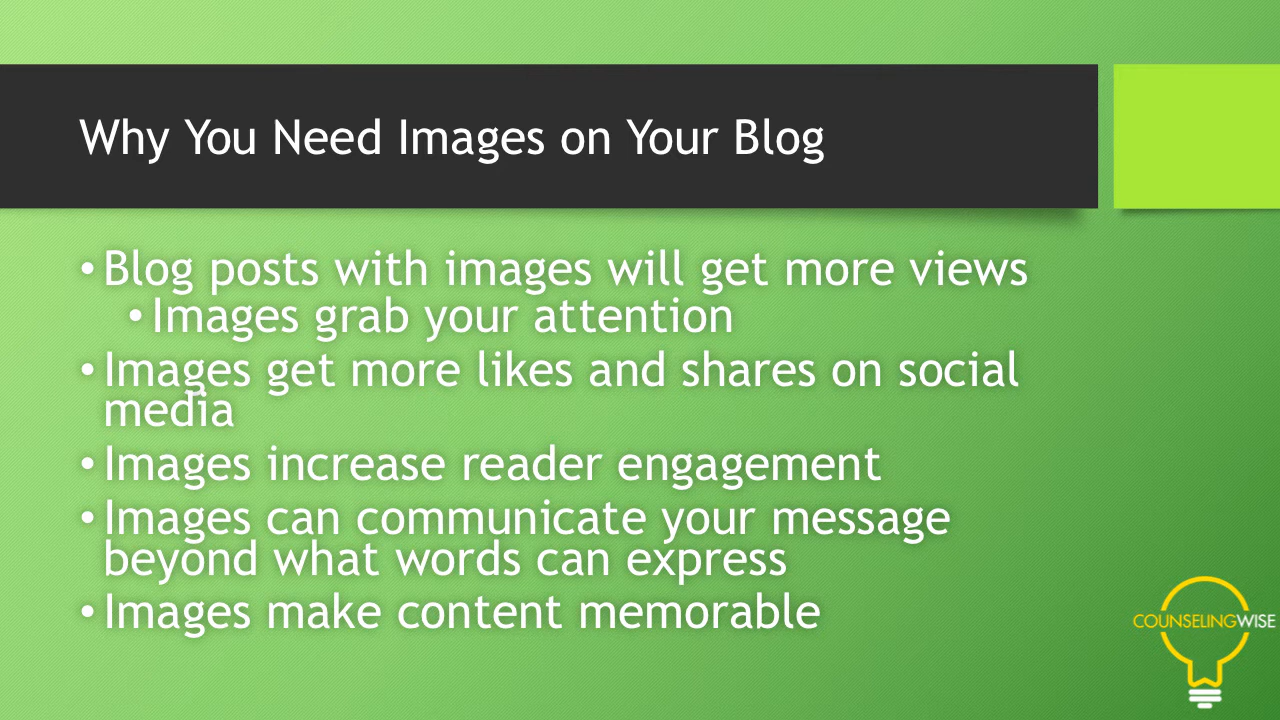 Why You Need Images on Your Blog
• Blog posts with images will get more views
• Images grab your attention
• Images get more likes and shares on social
media
• Images increase reader engagement
• Images can communicate your message
beyond what words can express
• Images make content memorable
COUNSELINGWISE